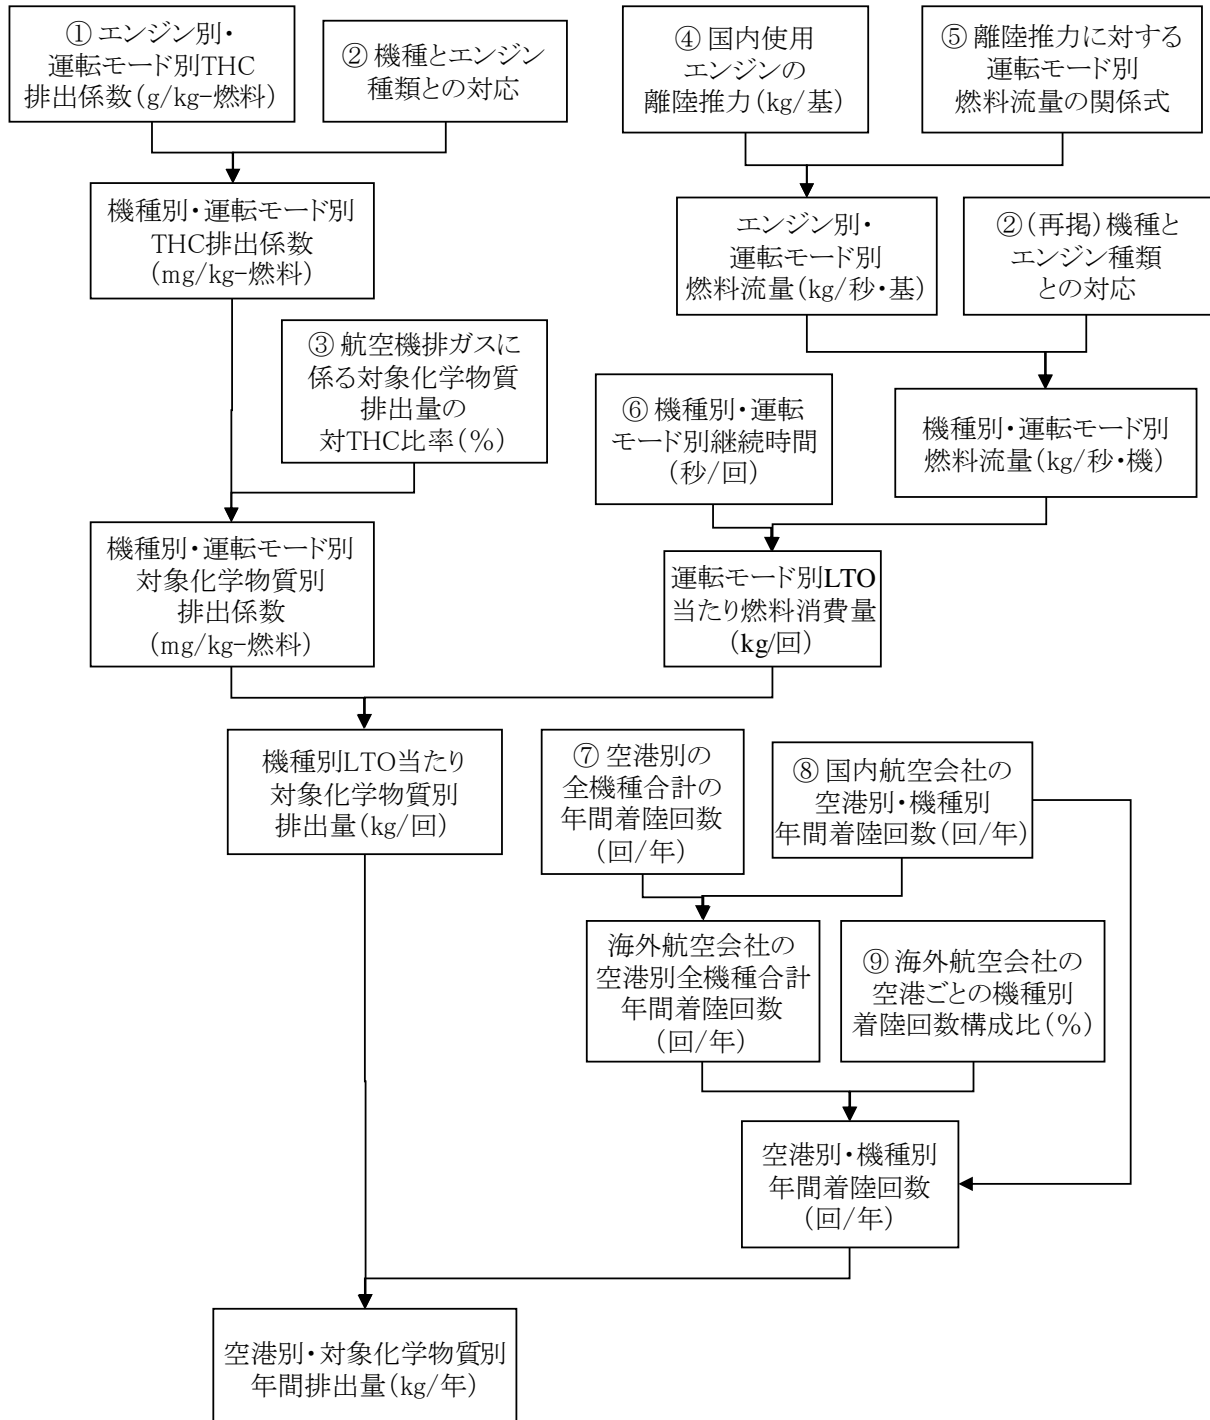 ① エンジン別・
運転モード別THC
排出係数(g/kg-燃料)
② 機種とエンジン
種類との対応
④ 国内使用
エンジンの
離陸推力(kg/基)
⑤ 離陸推力に対する
運転モード別
燃料流量の関係式
機種別・運転モード別
THC排出係数
(mg/kg-燃料)
エンジン別・
運転モード別
燃料流量(kg/秒・基)
②(再掲)機種と
エンジン種類
との対応
③ 航空機排ガスに
係る対象化学物質
排出量の
対THC比率(%)
⑥ 機種別・運転
モード別継続時間
(秒/回)
機種別・運転モード別
燃料流量(kg/秒・機)
機種別・運転モード別
対象化学物質別
排出係数
(mg/kg-燃料)
運転モード別LTO
当たり燃料消費量
(kg/回)
機種別LTO当たり
対象化学物質別
排出量(kg/回)
⑦ 空港別の
全機種合計の
年間着陸回数
(回/年)
⑧ 国内航空会社の
空港別・機種別
年間着陸回数(回/年)
海外航空会社の
空港別全機種合計
年間着陸回数
(回/年)
⑨ 海外航空会社の
空港ごとの機種別
着陸回数構成比(%)
空港別・機種別
年間着陸回数
(回/年)
空港別・対象化学物質別
年間排出量(kg/年)